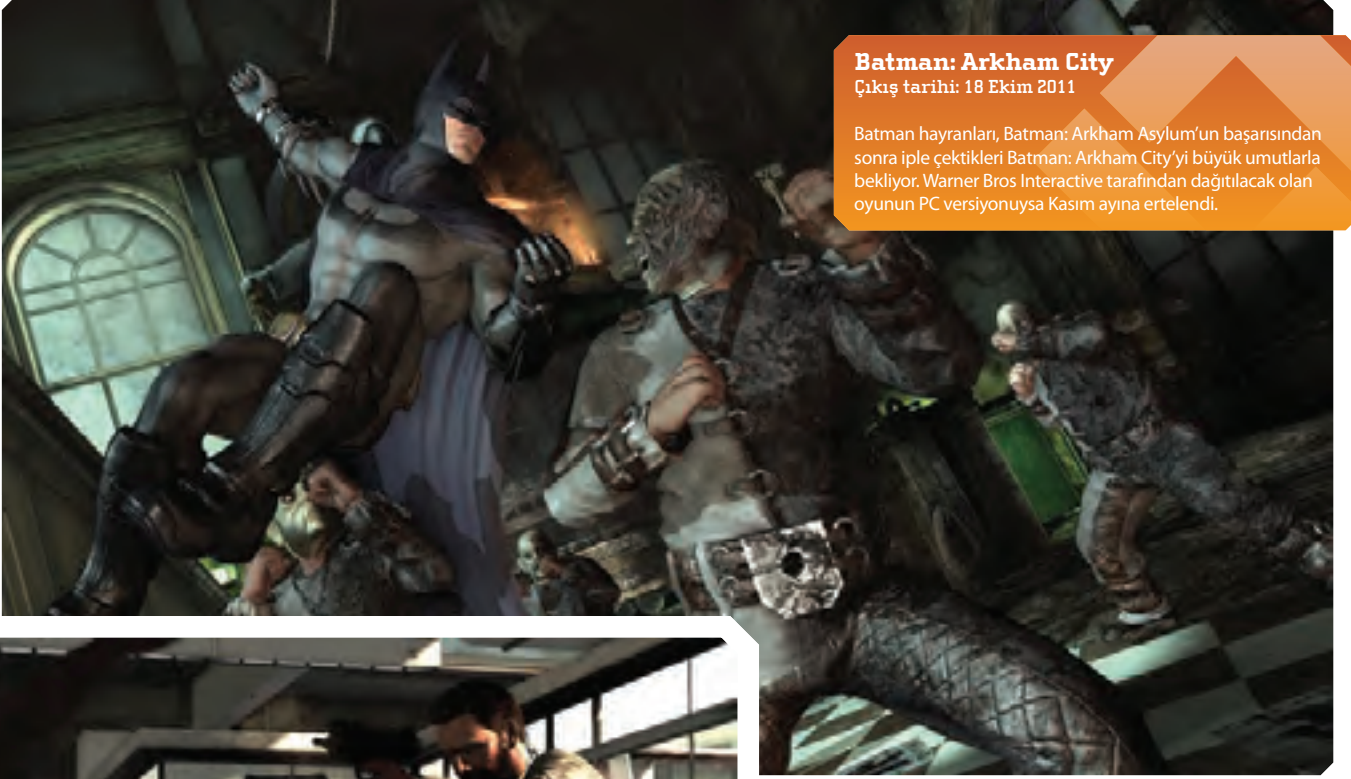 Batman: Arkham City
Çıkış tarihi: 18 Ekim 2011
Batman hayranları, Batman: Arkham Asylum’un başarısından
sonra iple çektikleri Batman: Arkham City’yi büyük umutlarla
bekliyor. Warner Bros Interactive tarafından dağıtılacak olan
oyunun PC versiyonuysa Kasım ayına ertelendi.